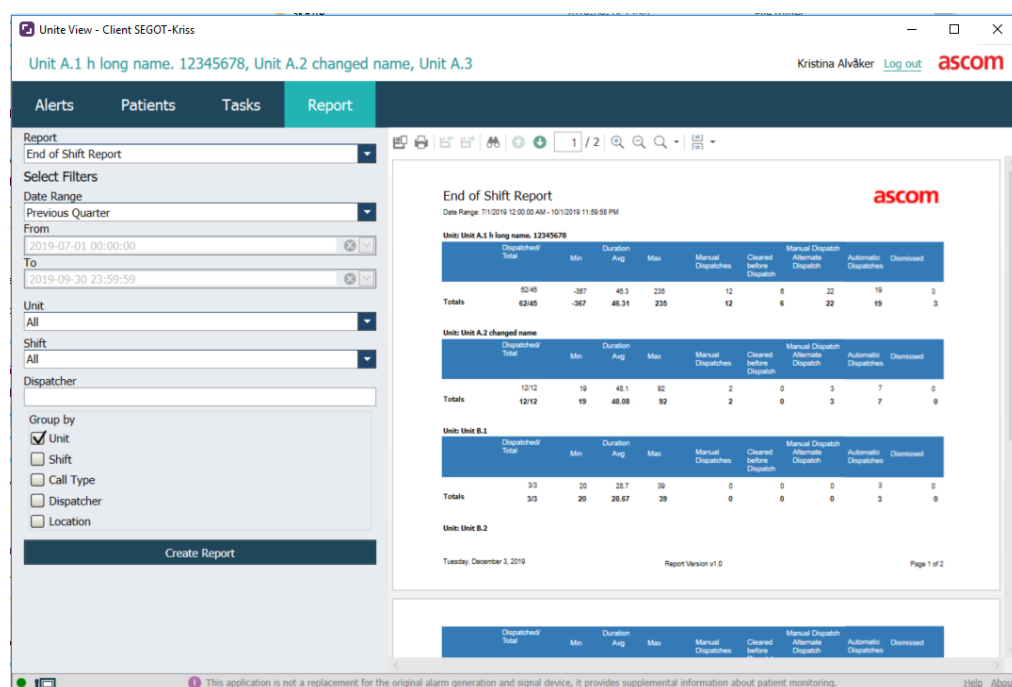 Unite View - Client SEGOT-Kriss
Unit A.1 h long name. 12345678, Unit A.2 changed name, Unit A.3
Kristina Alvåker Log out ascom
Alerts Patients Tasks Report
Report
End of Shift Report
Select Filters
Date Range
Previous Quarter
From
2019-07-01 00:00:00
To
2019-09-30 23:59:59
Unit
All
Shift
All
Dispatcher
Group by
Unit
Shift
Call Type
Dispatcher
Location
Create Report
1 / 2
End of Shift Report ascom
Date Range: 7/1/2019 12:00:00 AM - 10/1/2019 11:59:58 PM
Unit: Unit A.1 h long name. 12345678
Dispatched/ Duration Manual Dispatch
Total Min Avg Max Manual Cleared Alternate Automatic Dismissed
Dispatches before Dispatch Dispatches
Dispatch
62/45 -367 46.3 235 12 6 22 19 3
Totals 62/45 -367 46.31 235 12 6 22 19 3
Unit: Unit A.2 changed name
Dispatched/ Duration Manual Dispatch
Total Min Avg Max Manual Cleared Alternate Automatic Dismissed
Dispatches before Dispatch Dispatches
Dispatch
12/12 19 48.1 92 2 0 3 7 0
Totals 12/12 19 48.08 92 2 0 3 7 0
Unit: Unit B.1
Dispatched/ Duration Manual Dispatch
Total Min Avg Max Manual Cleared Alternate Automatic Dismissed
Dispatches before Dispatch Dispatches
Dispatch
3/3 20 28.7 39 0 0 0 3 0
Totals 3/3 20 28.67 39 0 0 0 3 0
Unit: Unit B.2
Tuesday, December 3, 2019 Report Version v1.0 Page 1 of 2
Dispatched/ Duration Manual Dispatch
Total Min Avg Max Manual Cleared Alternate Automatic Dismissed
Dispatches before Dispatch Dispatches
This application is not a replacement for the original alarm generation and signal device, it provides supplemental information about patient monitoring.
Help Abou